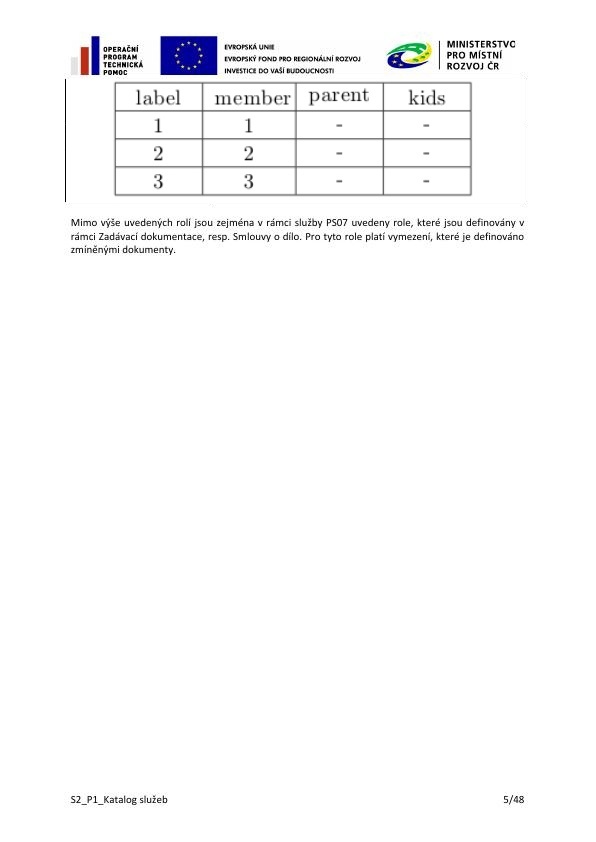 OPERAČNÍ
PROGRAM
TECHNICKÁ
POMOC
EVROPSKÁ UNIE
EVROPSKÝ FOND PRO REGIONÁLNÍ ROZVOJ
INVESTICE DO VAŠÍ BUDOUCNOSTI
MINISTERSTVO
PRO MÍSTNÍ
ROZVOJ ČR
label member parent kids
1 1 - -
2 2 - -
3 3 - -
Mimo výše uvedených rolí jsou zejména v rámci služby PS07 uvedeny role, které jsou definovány v
rámci Zadávací dokumentace, resp. Smlouvy o dílo. Pro tyto role platí vymezení, které je definováno
zmíněnými dokumenty.
S2_P1_Katalog služeb 5/48